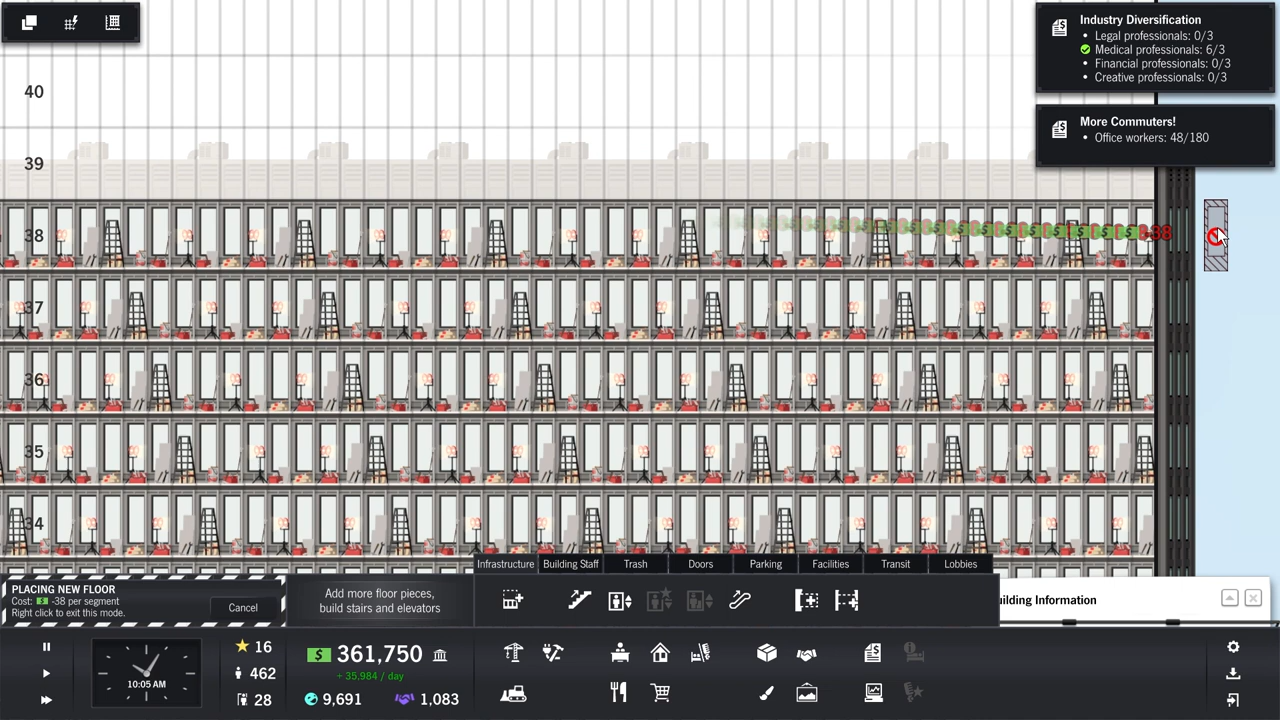 Industry Diversification
• Legal professionals: 0/3
Medical professionals: 6/3
• Financial professionals: 0/3
• Creative professionals: 0/3
More Commuters!
• Office workers: 48/180
40
39
38
37
36
35
34
-38
Infrastructure
Building Staff
Trash
Doors
Parking
Facilities
Transit
Lobbies
PLACING NEW FLOOR
Cost: $ -38 per segment
Right click to exit this mode.
Cancel
Add more floor pieces,
build stairs and elevators
uilding Information
10:05 AM
16
462
28
$ 361,750
+ 35.984 / day
9,691
1,083